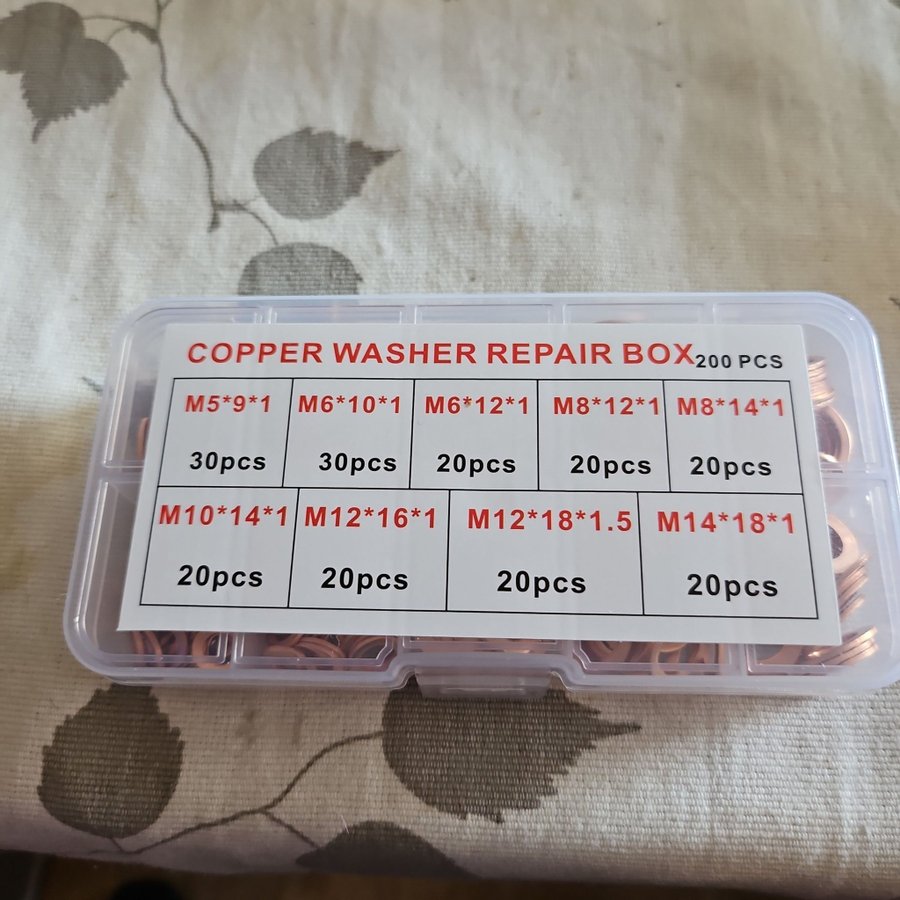 COPPER WASHER REPAIR BOX 200 PCS
M5*9*1 M6*10*1 M6*12*1 M8*12*1 M8*14*1
30pcs 30pcs 20pcs 20pcs 20pcs
M10*14*1 M12*16*1 M12*18*1.5 M14*18*1
20pcs 20pcs 20pcs 20pcs